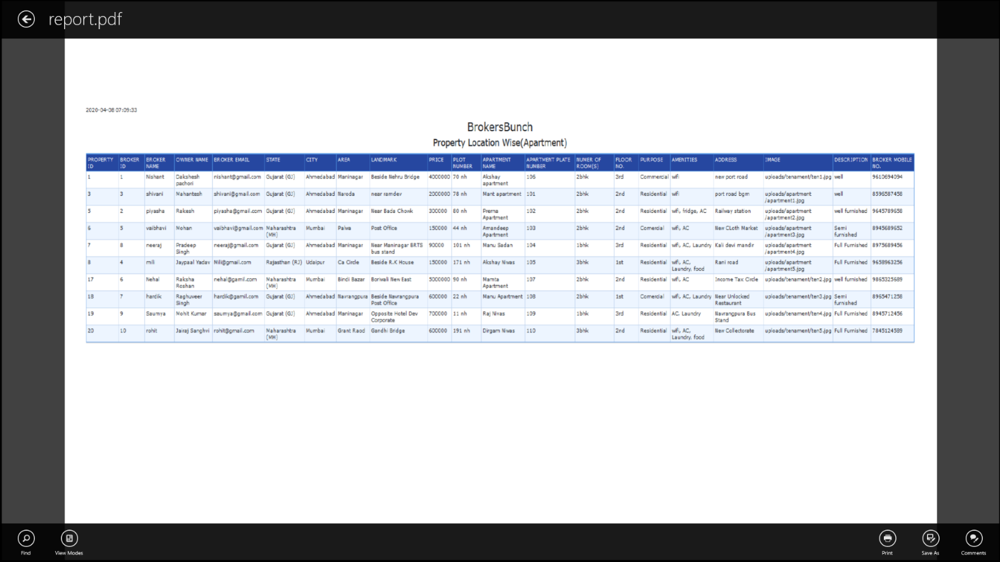 report.pdf
2020-04-08 07:09:33
BrokersBunch
Property Location Wise(Apartment)
PROPERTY ID BROKER ID BROKER NAME OWNER NAME BROKER EMAIL STATE CITY AREA LANDMARK PRICE PLOT NUMBER APARTMENT NAME APARTMENT PLATE NUMBER NUMER OF ROOM(S) FLOOR NO. PURPOSE AMENITIES ADDRESS IMAGE DESCRIPTION BROKER MOBILE NO.
1 1 Nishant Dakshesh pachori nishant@gmail.com Gujarat (GJ) Ahmedabad Maninagar Beside Nehru Bridge 4000000 70 nh Akshay apartment 106 2bhk 3rd Commercial wifi new port road uploads/tenament/ten1.jpg well 9610694094
3 3 shivani Mahantesh shivani@gmail.com Gujarat (GJ) Ahmedabad Naroda near ramdev 2000000 78 nh Mant apartment 101 2bhk 2nd Residential wifi port road bgm uploads/apartment /apartment1.jpg well 8596587458
5 2 piyasha Rakesh piyasha@gmail.com Gujarat (GJ) Ahmedabad Maninagar Near Bada Chowk 300000 80 nh Prerna Apartment 102 2bhk 2nd Residential wifi, fridge, AC Railway station uploads/apartment /apartment2.jpg well furnished 9645789658
6 5 vaibhavi Mohan vaibhavi@gmail.com Maharashtra (MH) Mumbai Palwa Post Office 150000 44 nh Amandeep Apartment 103 2bhk 2nd Comercial wifi, AC New CLoth Market uploads/apartment /apartment3.jpg Semi furnished 8945689652
7 8 neeraj Pradeep Singh neeraj@gmail.com Gujarat (GJ) Ahmedabad Maninagar Near Maninagar BRTS bus stand 90000 101 nh Manu Sadan 104 1bhk 3rd Residential wifi, AC, Laundry Kali devi mandir uploads/apartment /apartment4.jpg Full Furnished 8975689456
8 4 mili Jaypaal Yadav Mili@gmail.com Rajasthan (RJ) Udaipur Ca Circle Beside R.K House 150000 171 nh Akshay Niwas 105 3bhk 1st Residential wifi, AC, Laundry, food Rani road uploads/apartment /apartment5.jpg Full Furnished 9658963256
17 6 Nehal Raksha Roshan nehal@gamil.com Maharashtra (MH) Mumbai Bindi Bazar Boriwali New East 5000000 90 nh Mamta Apartment 107 2bhk 2nd Residential wifi, AC Income Tax Circle uploads/tenament/ten2.jpg well furnished 9865325689
18 7 hardik Raghuveer Singh hardik@gamil.com Gujarat (GJ) Ahmedabad Navrangpura Beside Navrangpura Post Office 600000 22 nh Manu Apartment 108 2bhk 1st Comercial wifi, AC, Laundry Near Unlocked Restaurant uploads/tenament/ten3.jpg Semi furnished 8965471258
19 9 Saumya Mohit Kumar saumya@gmail.com Gujarat (GJ) Ahmedabad Maninagar Opposite Hotel Dev Corporate 700000 11 nh Raj Nivas 109 1bhk 3rd Residential AC, Laundry Navrangpura Bus Stand uploads/tenament/ten4.jpg Full Furnished 8945712456
20 10 rohit Jairaj Sanghvi rohit@gmail.com Maharashtra (MH) Mumbai Grant Raod Gandhi Bridge 600000 191 nh Dirgam Niwas 110 3bhk 2nd Residential wifi, AC, Laundry, food New Collectorate uploads/tenament/ten5.jpg Full Furnished 7845124589
Find View Modes Print Save As Comments